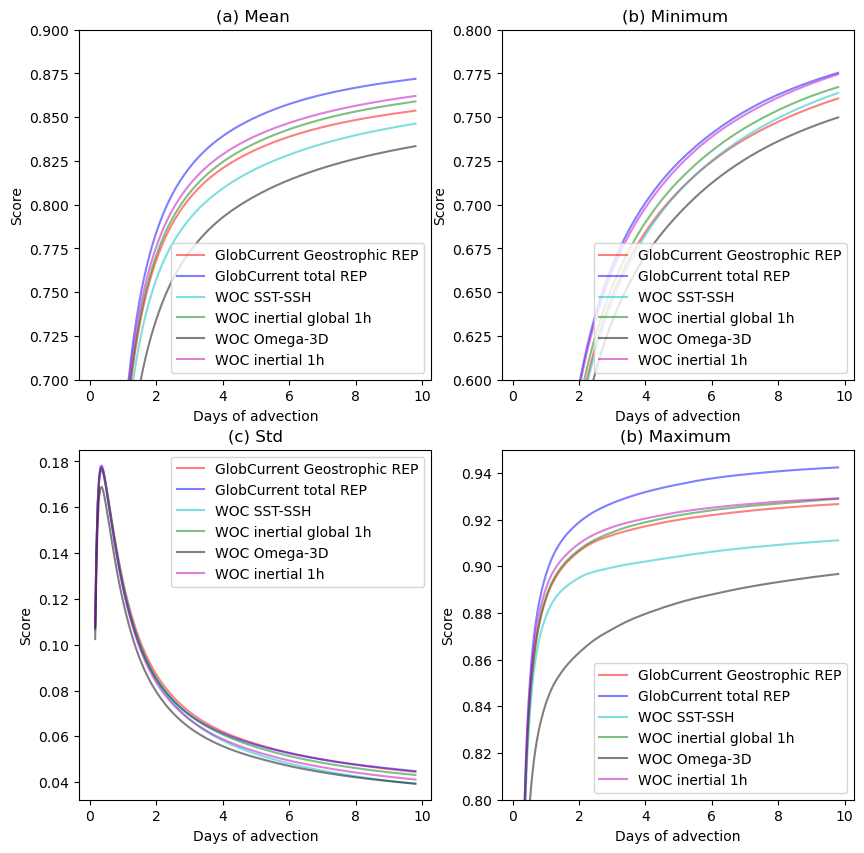 (a) Mean
0.900
0.875
0.850
0.825
0.800
0.775
0.750
0.725
0.700
Score
0 2 4 6 8 10
Days of advection
GlobCurrent Geostrophic REP
GlobCurrent total REP
WOC SST-SSH
WOC inertial global 1h
WOC Omega-3D
WOC inertial 1h
(b) Minimum
0.800
0.775
0.750
0.725
0.700
0.675
0.650
0.625
0.600
Score
0 2 4 6 8 10
Days of advection
GlobCurrent Geostrophic REP
GlobCurrent total REP
WOC SST-SSH
WOC inertial global 1h
WOC Omega-3D
WOC inertial 1h
(c) Std
0.18
0.16
0.14
0.12
0.10
0.08
0.06
0.04
Score
0 2 4 6 8 10
Days of advection
GlobCurrent Geostrophic REP
GlobCurrent total REP
WOC SST-SSH
WOC inertial global 1h
WOC Omega-3D
WOC inertial 1h
(b) Maximum
0.94
0.92
0.90
0.88
0.86
0.84
0.82
0.80
Score
0 2 4 6 8 10
Days of advection
GlobCurrent Geostrophic REP
GlobCurrent total REP
WOC SST-SSH
WOC inertial global 1h
WOC Omega-3D
WOC inertial 1h